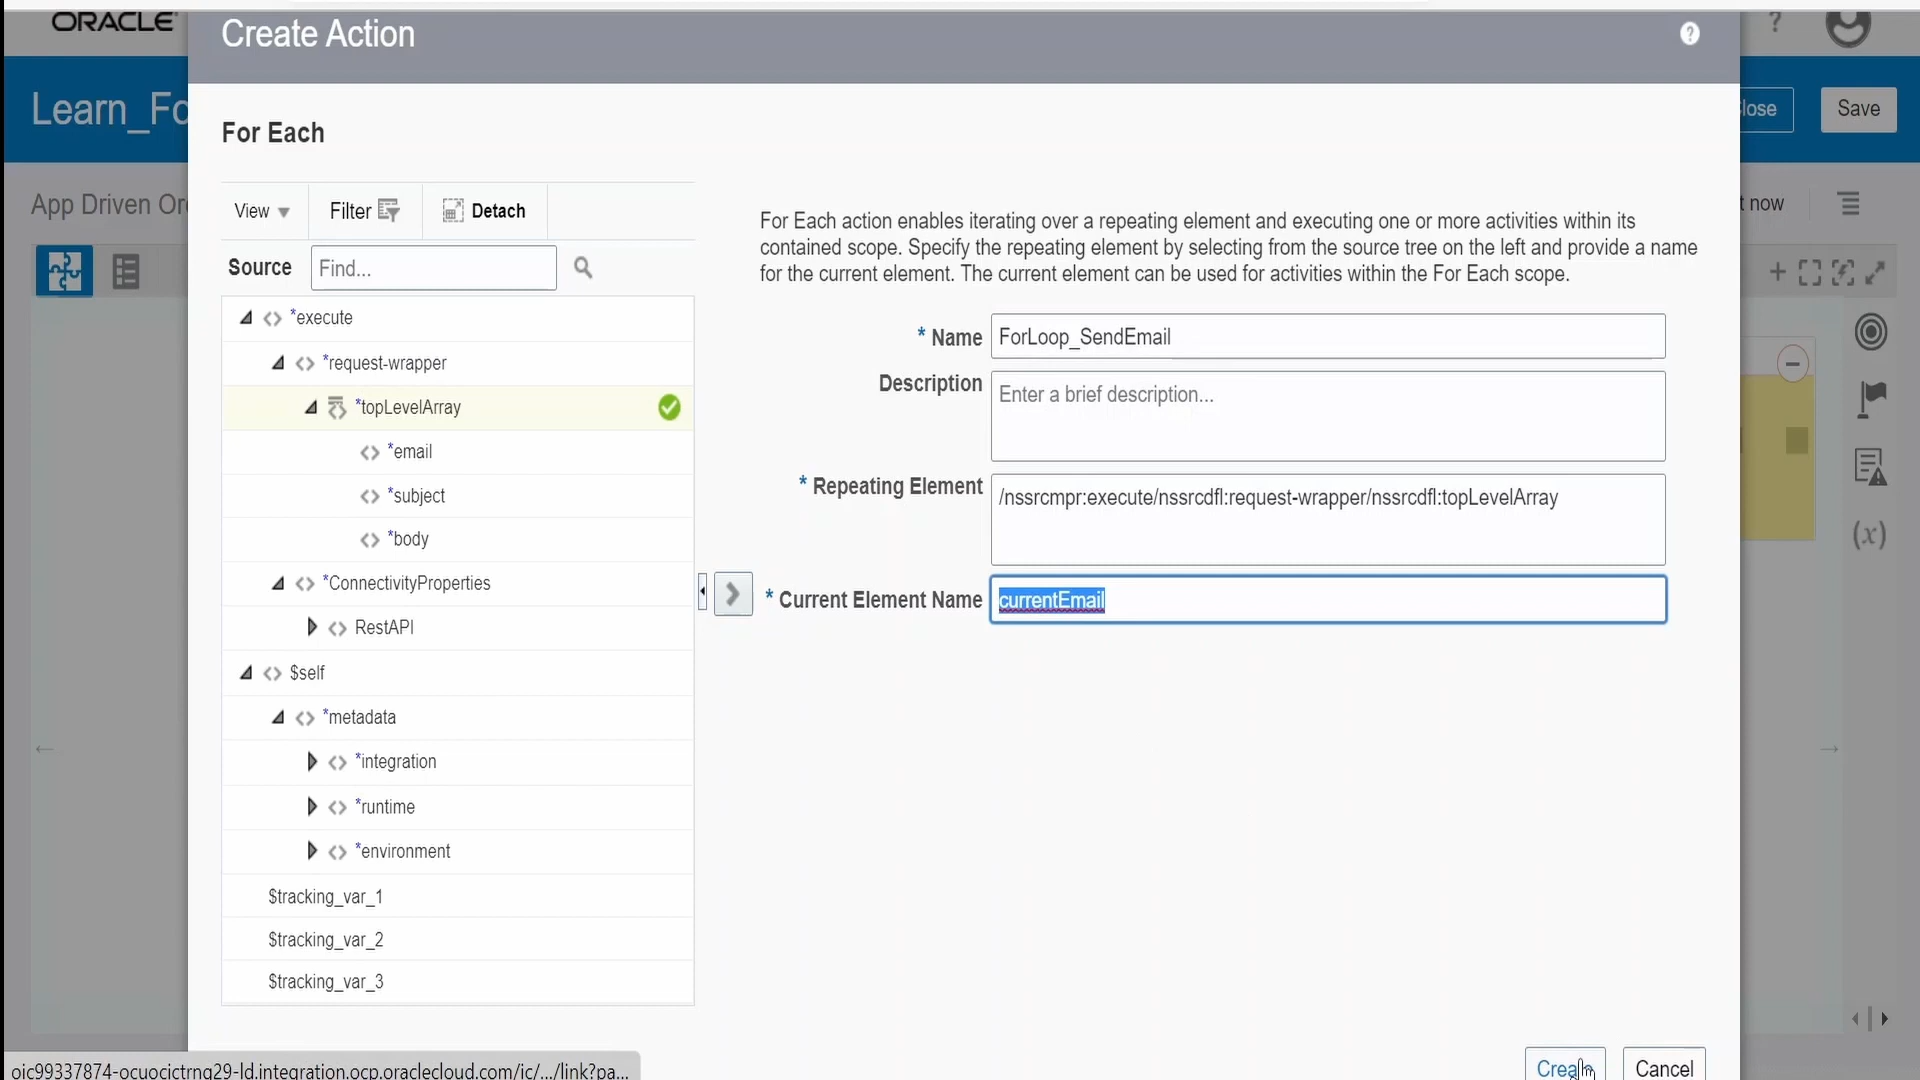 ORACLE
Create Action
?
?
Learn_Fo
lose
Save
For Each
App Driven Or
t now
View
Filter
Detach
Source
Find...
For Each action enables iterating over a repeating element and executing one or more activities within its
contained scope. Specify the repeating element by selecting from the source tree on the left and provide a name
for the current element. The current element can be used for activities within the For Each scope.
*execute
*request-wrapper
*topLevelArray
*email
*subject
*body
*ConnectivityProperties
RestAPI
$self
*metadata
*integration
*runtime
*environment
$tracking_var_1
$tracking_var_2
$tracking_var_3
* Name
ForLoop_SendEmail
Description
Enter a brief description...
* Repeating Element
/nssrcmpr:execute/nssrcdfl:request-wrapper/nssrcdfl:topLevelArray
* Current Element Name
currentEmail
(x)
Create
Cancel
oic99337874-ocuocictrng29-ld.integration.ocp.oraclecloud.com/ic/.../link?pa...